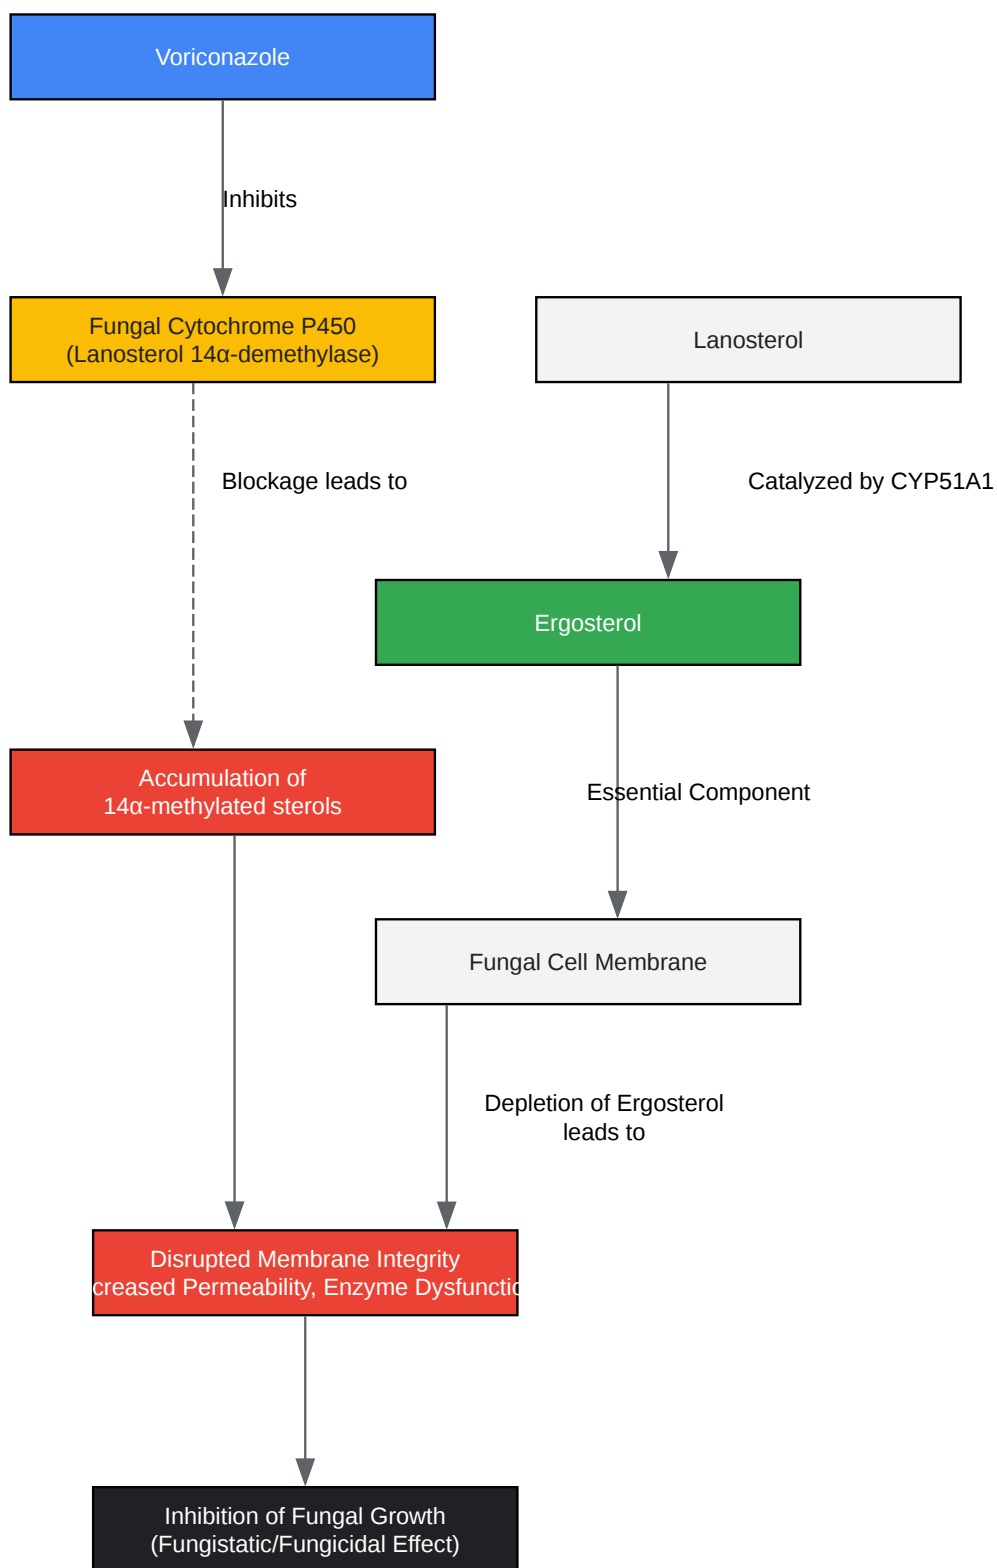 Voriconazole
Inhibits
Fungal Cytochrome P450
(Lanosterol 14α-demethylase)
Lanosterol
Blockage leads to
Catalyzed by CYP51A1
Ergosterol
Accumulation of
14α-methylated sterols
Essential Component
Fungal Cell Membrane
Depletion of Ergosterol
leads to
Disrupted Membrane Integrity
creased Permeability, Enzyme Dysfunctio
Inhibition of Fungal Growth
(Fungistatic/Fungicidal Effect)